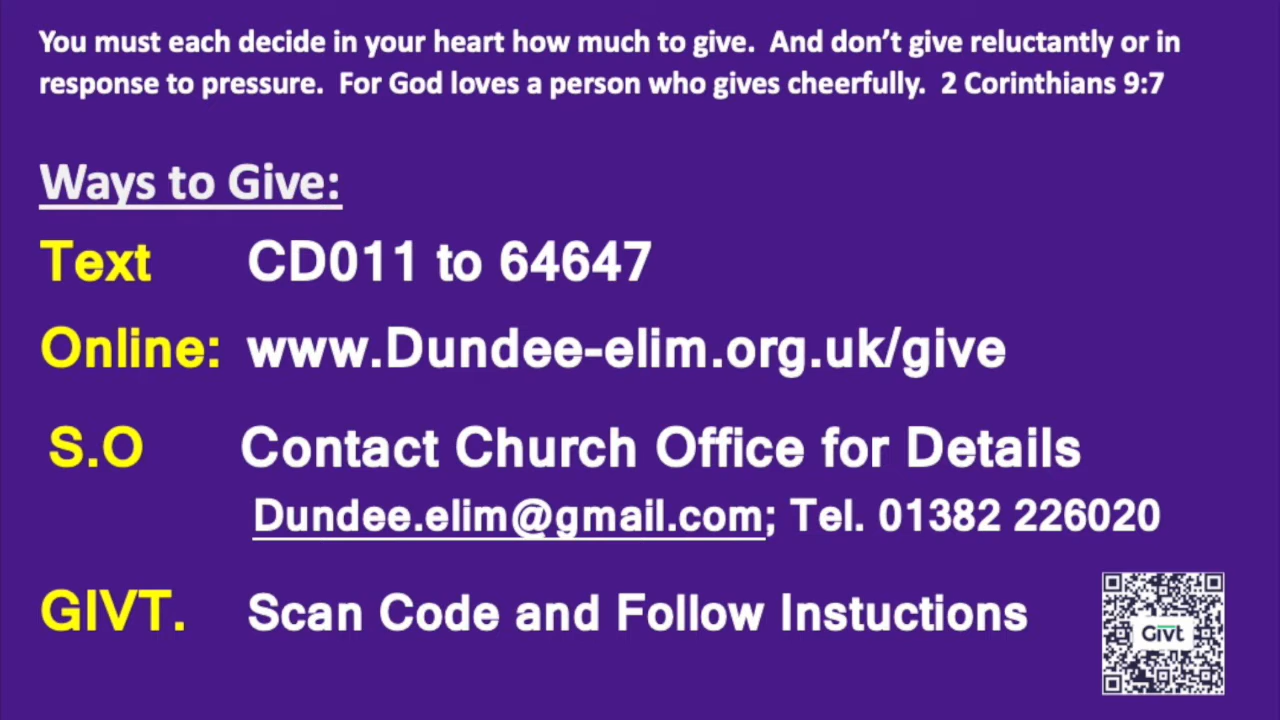 You must each decide in your heart how much to give.  And don’t give reluctantly or in
response to pressure.  For God loves a person who gives cheerfully.  2 Corinthians 9:7
Ways to Give:
Text CD011 to 64647
Online: www.Dundee-elim.org.uk/give
S.O Contact Church Office for Details
Dundee.elim@gmail.com; Tel. 01382 226020
GIVT. Scan Code and Follow Instuctions
Givt